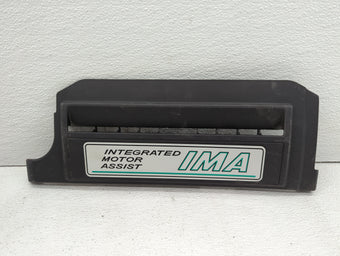 INTEGRATED
MOTOR
ASSIST
IMA